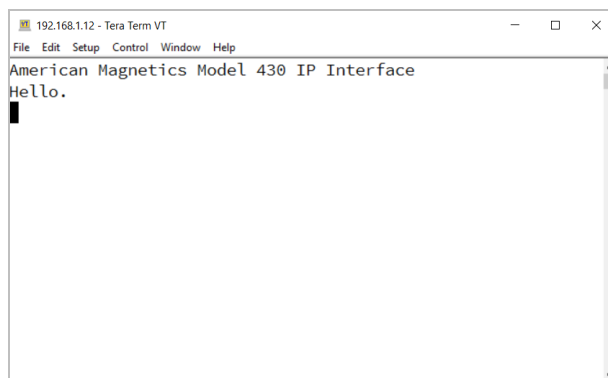 192.168.1.12 - Tera Term VT
File Edit Setup Control Window Help
American Magnetics Model 430 IP Interface
Hello.